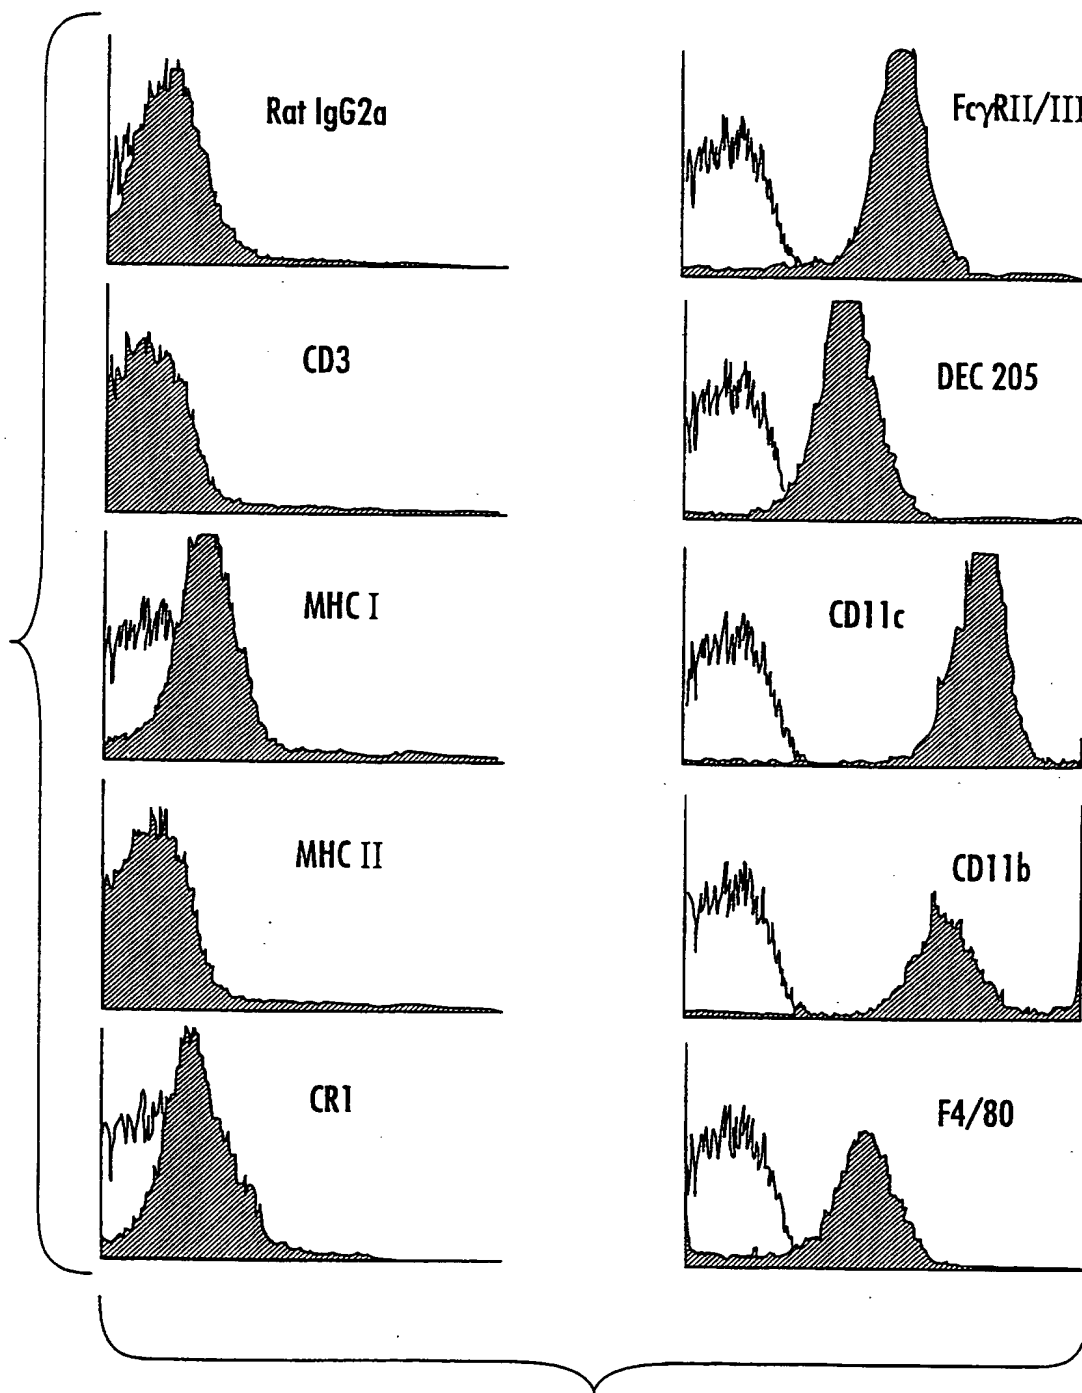 Rat IgG2a
FcγRII/III
CD3
DEC 205
MHC I
CD11c
MHC II
CD11b
CR1
F4/80